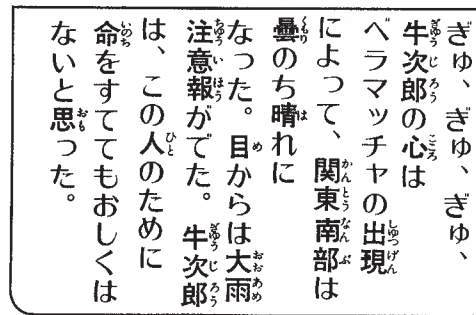 ぎゅ、ぎゅ、ぎゅ、
牛次郎の心は
ベラマッチャの出現
によって、関東南部は
曇のち晴れに
なった。目からは大雨
注意報がでた。牛次郎
は、この人のために
命をすててもおしくは
ないと思った。